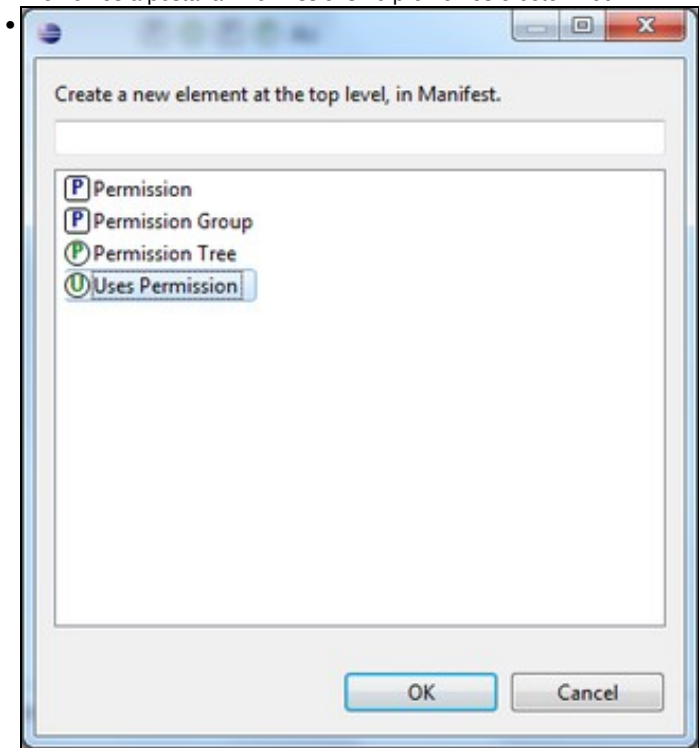 Create a new element at the top level, in Manifest.
P Permission
P Permission Group
P Permission Tree
U Uses Permission
OK Cancel